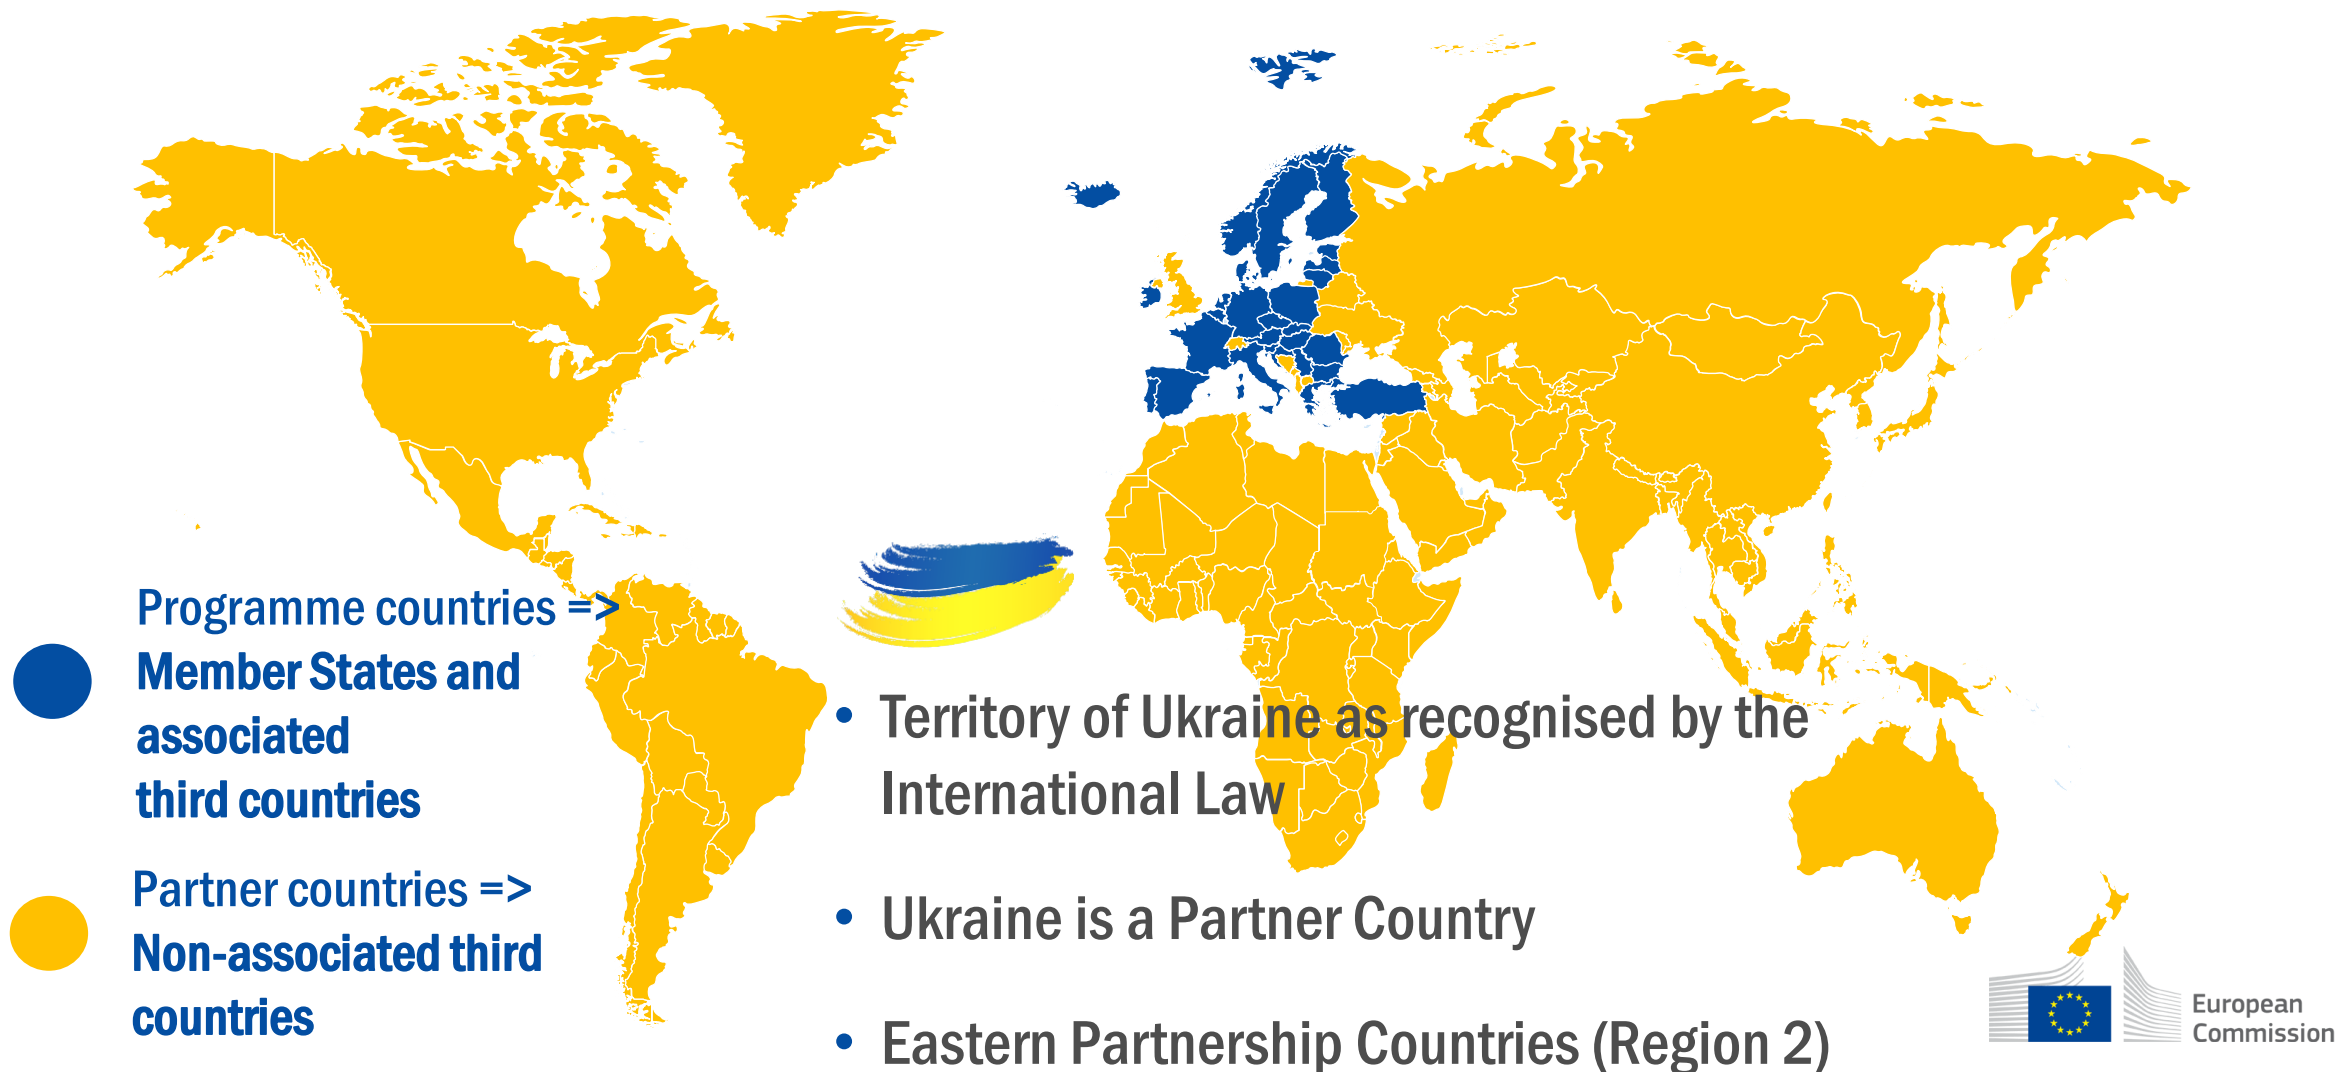 Programme countries =>
Member States and
associated
third countries
Partner countries =>
Non-associated third
countries
• Territory of Ukraine as recognised by the
International Law
• Ukraine is a Partner Country
• Eastern Partnership Countries (Region 2)
European
Commission